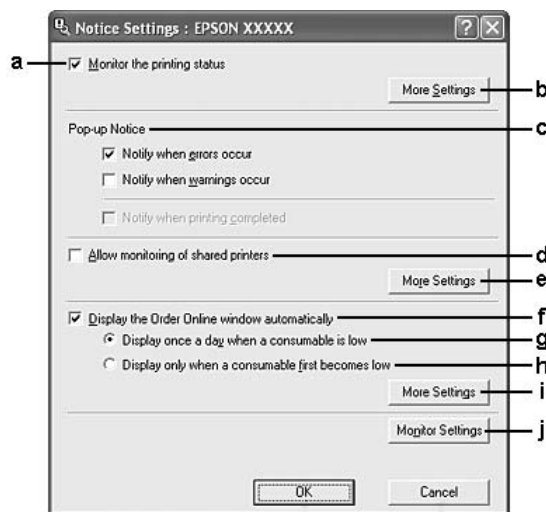 Notice Settings : EPSON XXXXX
a
Monitor the printing status
More Settings
b
Pop-up Notice
c
Notify when errors occur
Notify when warnings occur
Notify when printing completed
Allow monitoring of shared printers
d
More Settings
e
Display the Order Online window automatically
f
Display once a day when a consumable is low
g
Display only when a consumable first becomes low
h
More Settings
i
Monitor Settings
j
OK
Cancel